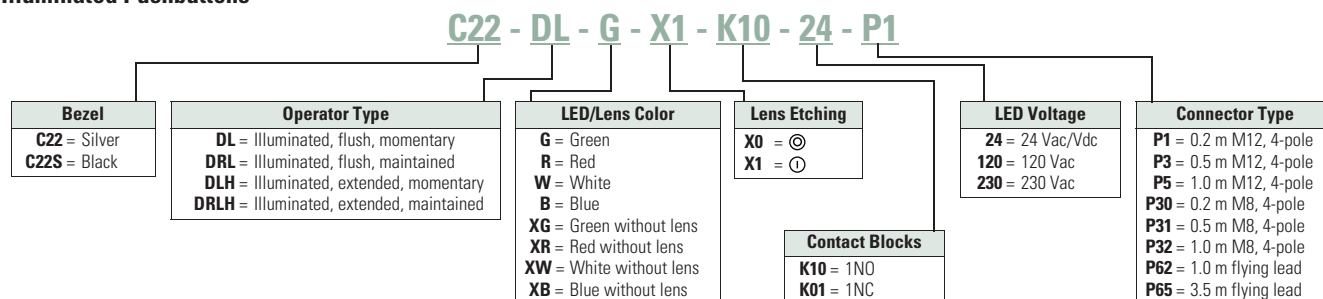 C22 - DL - G - X1 - K10 - 24 - P1
Bezel
C22 = Silver
C22S = Black
Operator Type
DL = Illuminated, flush, momentary
DRL = Illuminated, flush, maintained
DLH = Illuminated, extended, momentary
DRLH = Illuminated, extended, maintained
LED/Lens Color
G = Green
R = Red
W = White
B = Blue
XG = Green without lens
XR = Red without lens
XW = White without lens
XB = Blue without lens
Lens Etching
X0 =
X1 =
Contact Blocks
K10 = 1NO
K01 = 1NC
LED Voltage
24 = 24 Vac/Vdc
120 = 120 Vac
230 = 230 Vac
Connector Type
P1 = 0.2 m M12, 4-pole
P3 = 0.5 m M12, 4-pole
P5 = 1.0 m M12, 4-pole
P30 = 0.2 m M8, 4-pole
P31 = 0.5 m M8, 4-pole
P32 = 1.0 m M8, 4-pole
P62 = 1.0 m flying lead
P65 = 3.5 m flying lead